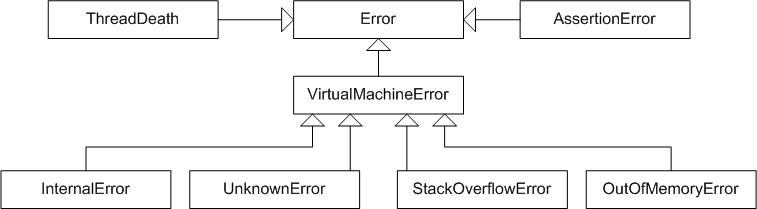 ThreadDeath
Error
AssertionError
VirtualMachineError
InternalError
UnknownError
StackOverflowError
OutOfMemoryError